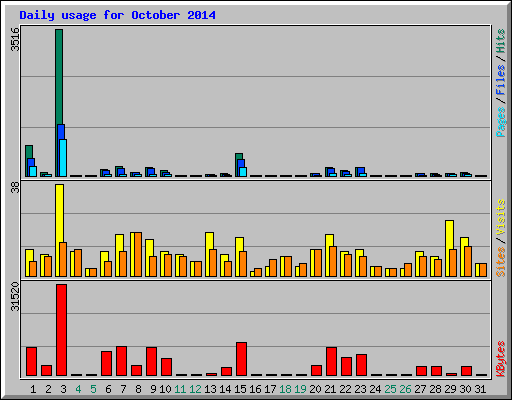 Daily usage for October 2014
3516
Pages / Files / Hits
38
Sites / Visits
31520
KBytes
1 2 3 4 5 6 7 8 9 10 11 12 13 14 15 16 17 18 19 20 21 22 23 24 25 26 27 28 29 30 31